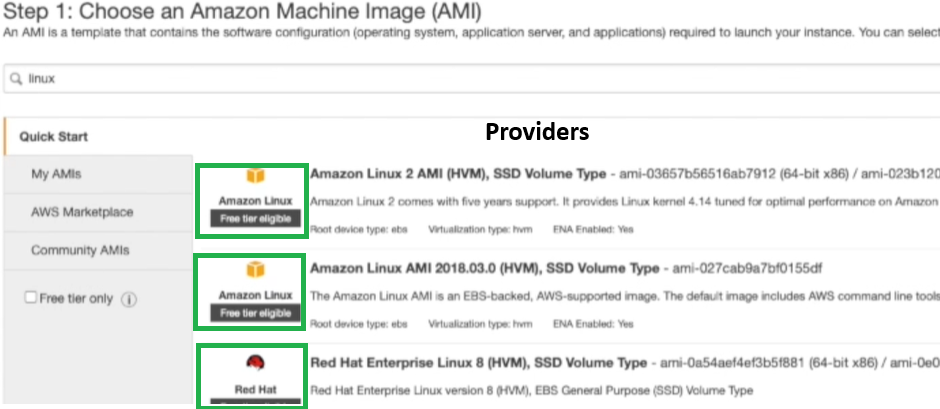 Step 1: Choose an Amazon Machine Image (AMI)
An AMI is a template that contains the software configuration (operating system, application server, and applications) required to launch your instance. You can select
linux
Quick Start
Providers
My AMIs
AWS Marketplace
Community AMIs
Free tier only
Amazon Linux
Free tier eligible
Amazon Linux 2 AMI (HVM), SSD Volume Type - ami-03657b56516ab7912 (64-bit x86) / ami-023b120
Amazon Linux 2 comes with five years support. It provides Linux kernel 4.14 tuned for optimal performance on Amazon
Root device type: ebs Virtualization type: hvm ENA Enabled: Yes
Amazon Linux
Free tier eligible
Amazon Linux AMI 2018.03.0 (HVM), SSD Volume Type - ami-027cab9a7bf0155df
The Amazon Linux AMI is an EBS-backed, AWS-supported image. The default image includes AWS command line tools
Root device type: ebs Virtualization type: hvm ENA Enabled: Yes
Red Hat
Red Hat Enterprise Linux 8 (HVM), SSD Volume Type - ami-0a54aef4ef3b5f881 (64-bit x86) / ami-0e0
Red Hat Enterprise Linux version 8 (HVM), EBS General Purpose (SSD) Volume Type